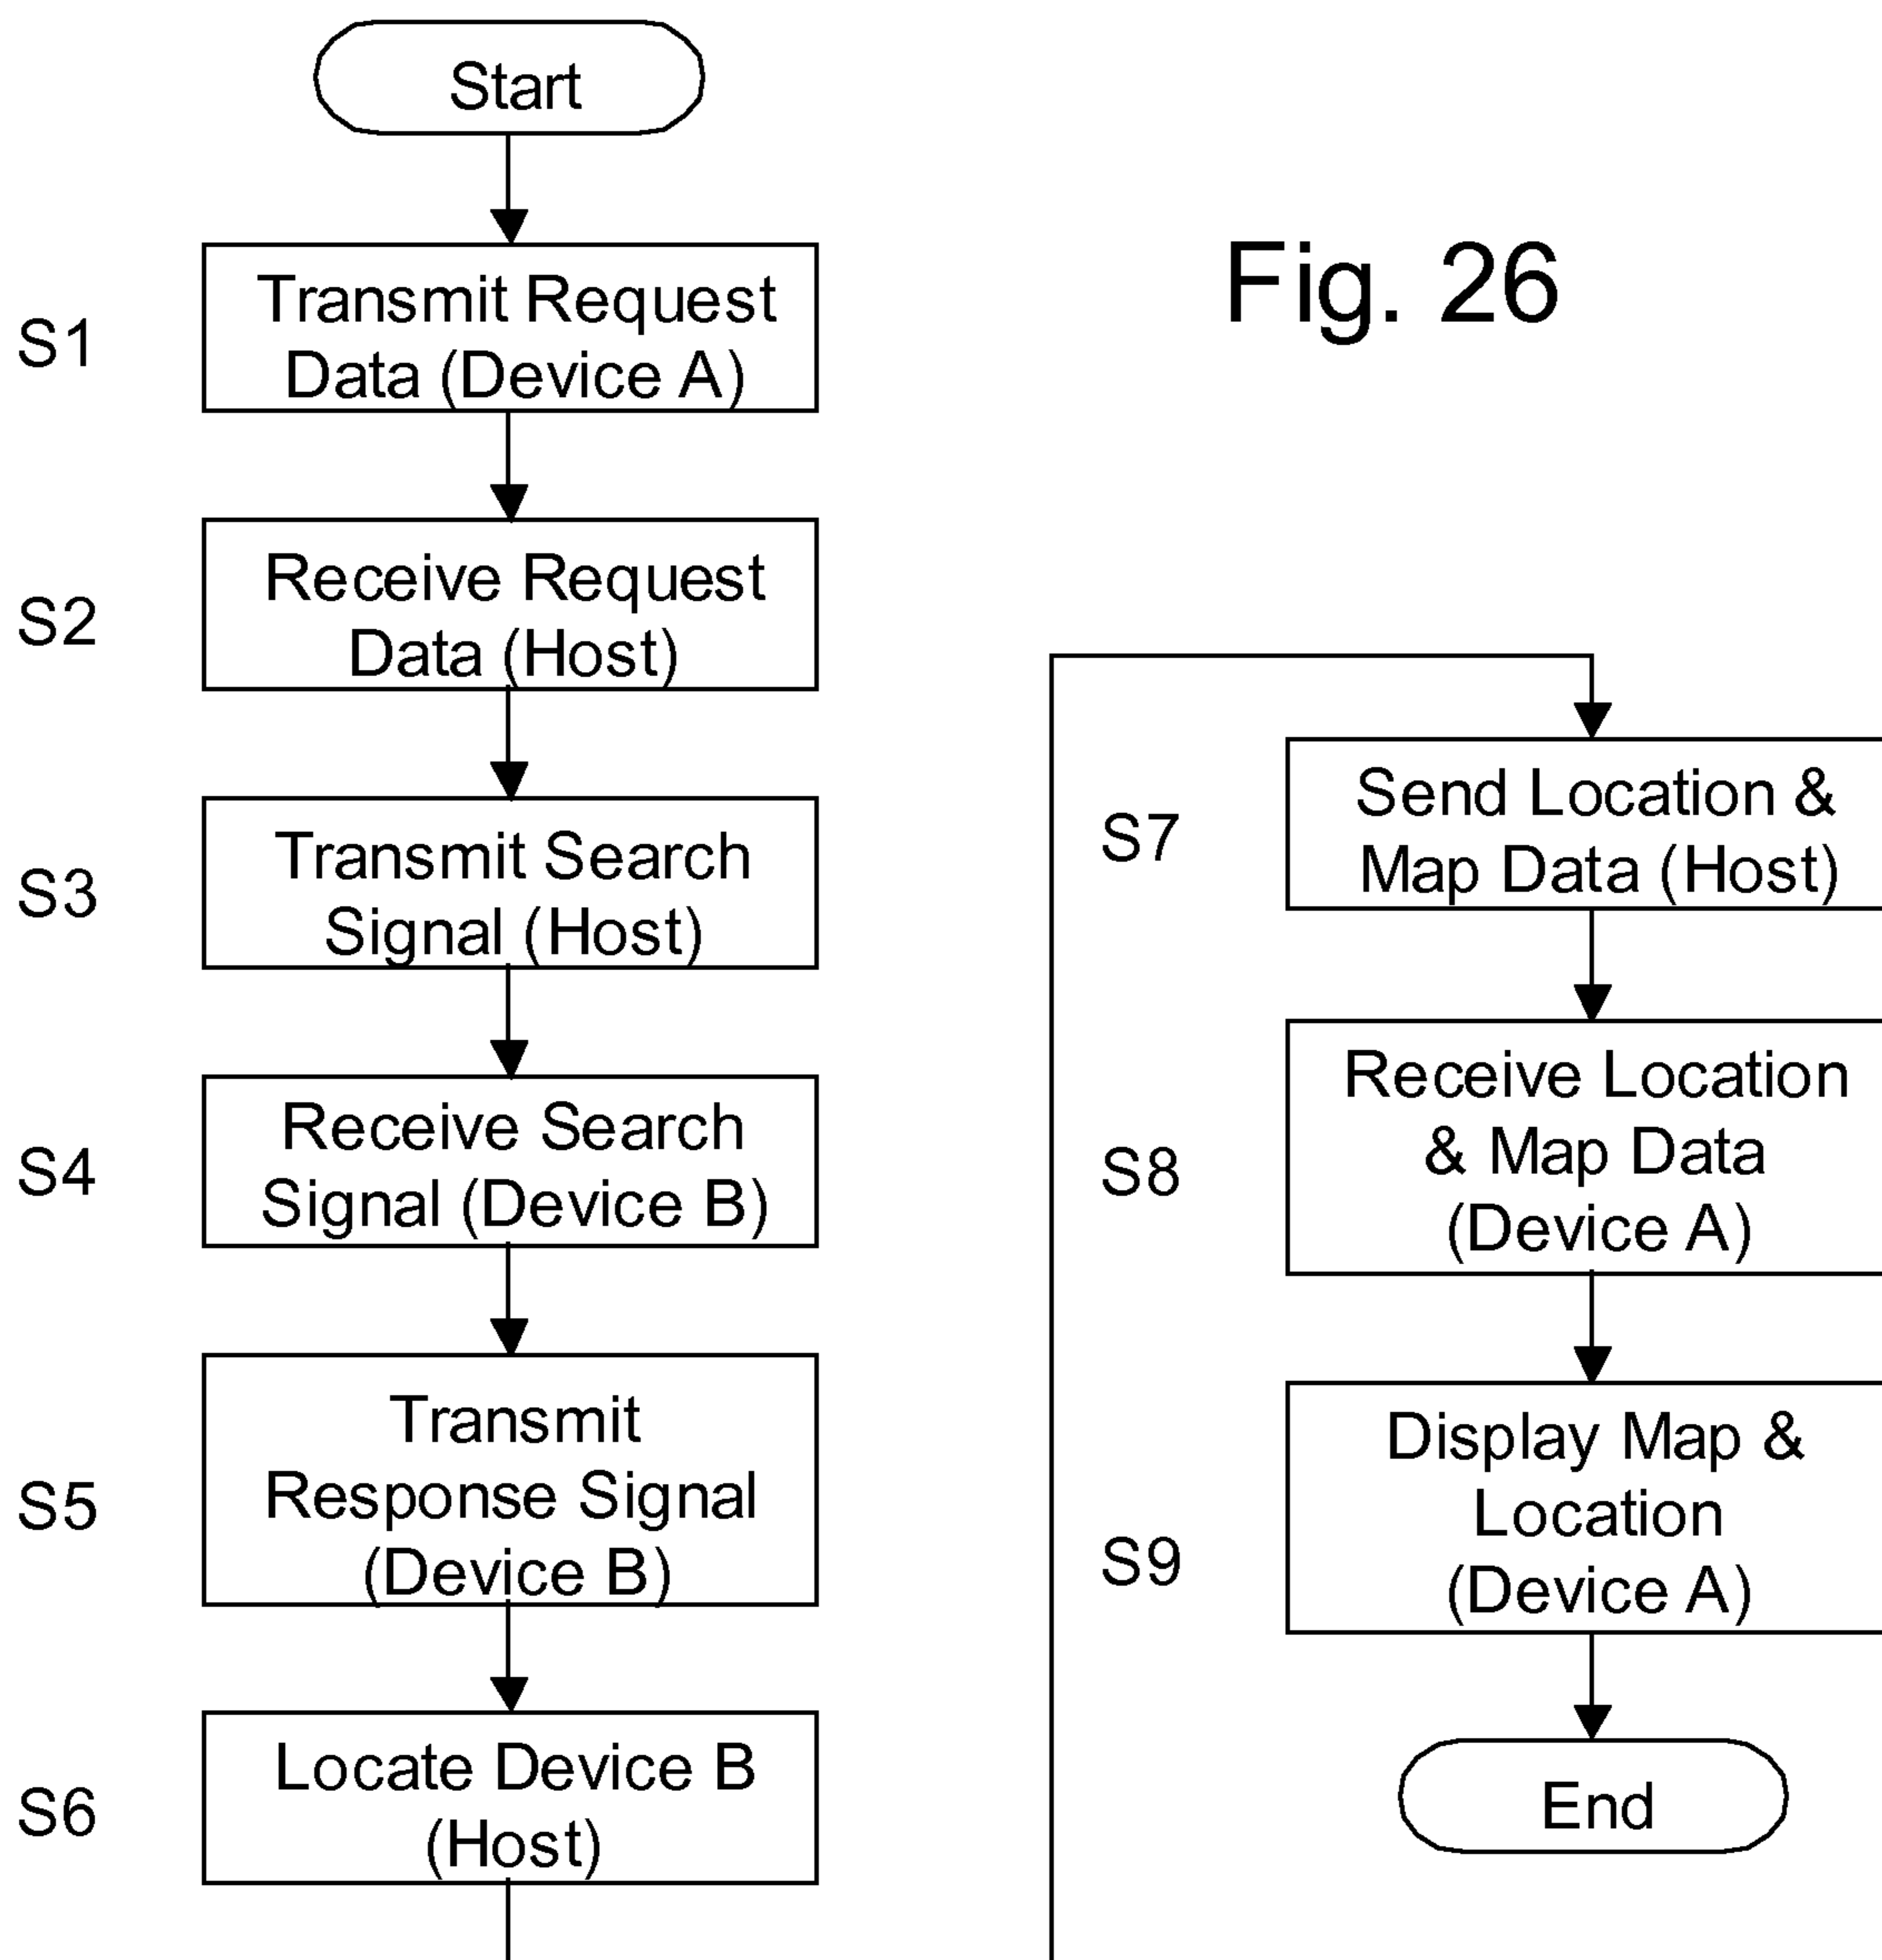 Fig. 26
Start
S1
Transmit Request
Data (Device A)
S2
Receive Request
Data (Host)
S3
Transmit Search
Signal (Host)
S4
Receive Search
Signal (Device B)
S5
Transmit
Response Signal
(Device B)
S6
Locate Device B
(Host)
S7
Send Location &
Map Data (Host)
S8
Receive Location
& Map Data
(Device A)
S9
Display Map &
Location
(Device A)
End